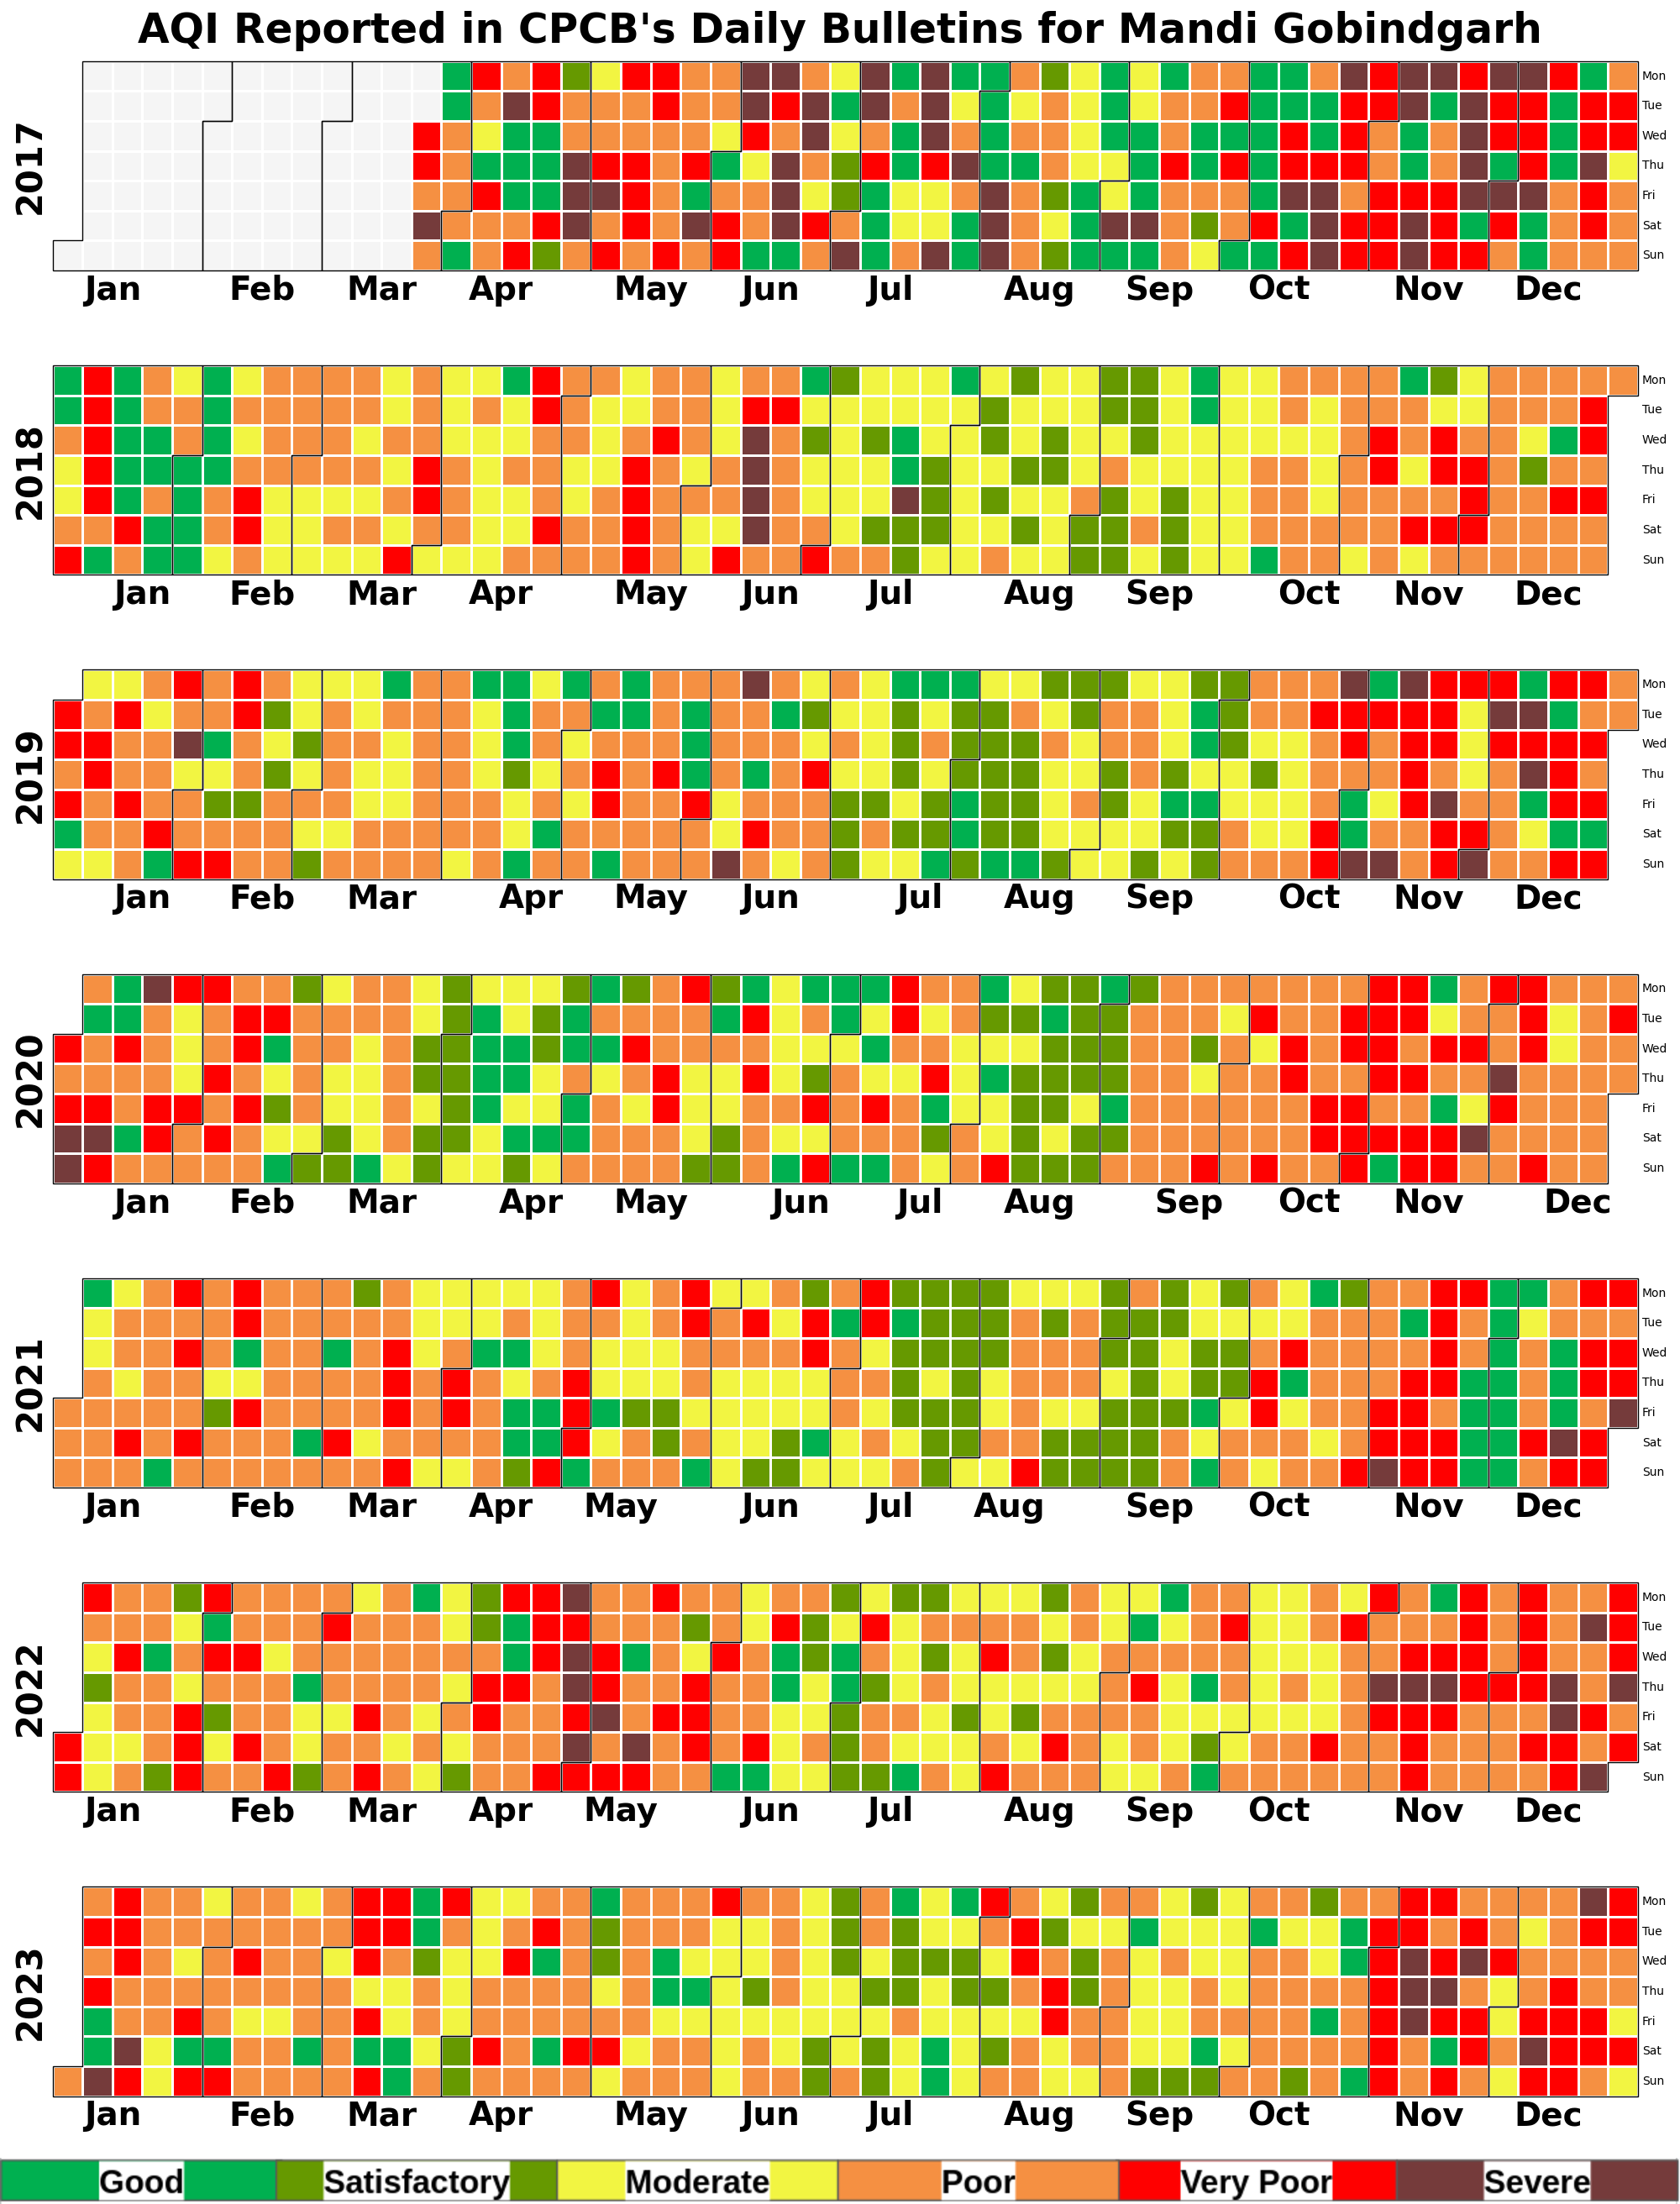 AQI Reported in CPCB's Daily Bulletins for Mandi Gobindgarh
2017
Mon
Tue
Wed
Thu
Fri
Sat
Sun
Jan Feb Mar Apr May Jun Jul Aug Sep Oct Nov Dec
2018
Mon
Tue
Wed
Thu
Fri
Sat
Sun
Jan Feb Mar Apr May Jun Jul Aug Sep Oct Nov Dec
2019
Mon
Tue
Wed
Thu
Fri
Sat
Sun
Jan Feb Mar Apr May Jun Jul Aug Sep Oct Nov Dec
2020
Mon
Tue
Wed
Thu
Fri
Sat
Sun
Jan Feb Mar Apr May Jun Jul Aug Sep Oct Nov Dec
2021
Mon
Tue
Wed
Thu
Fri
Sat
Sun
Jan Feb Mar Apr May Jun Jul Aug Sep Oct Nov Dec
2022
Mon
Tue
Wed
Thu
Fri
Sat
Sun
Jan Feb Mar Apr May Jun Jul Aug Sep Oct Nov Dec
2023
Mon
Tue
Wed
Thu
Fri
Sat
Sun
Jan Feb Mar Apr May Jun Jul Aug Sep Oct Nov Dec
Good Satisfactory Moderate Poor Very Poor Severe